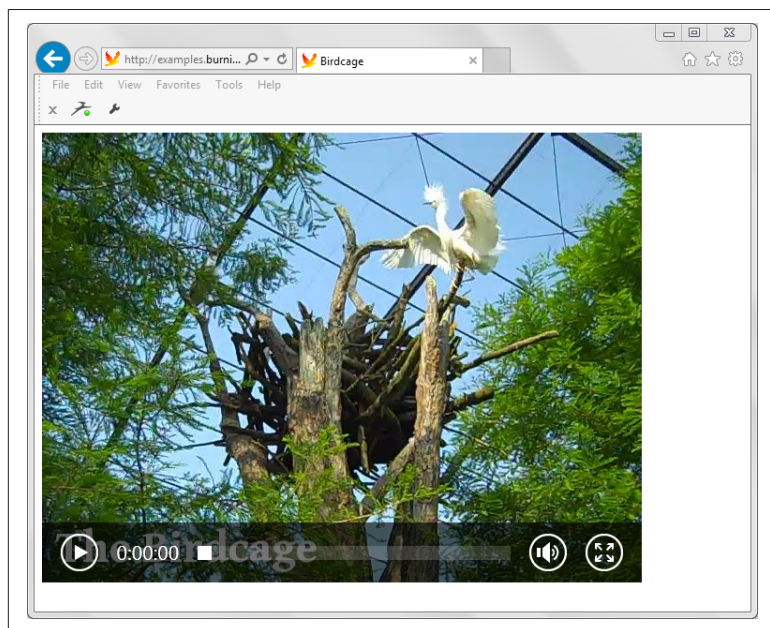 http://examples.burni...
Birdcage
File Edit View Favorites Tools Help
The Birdcage
0:00:00